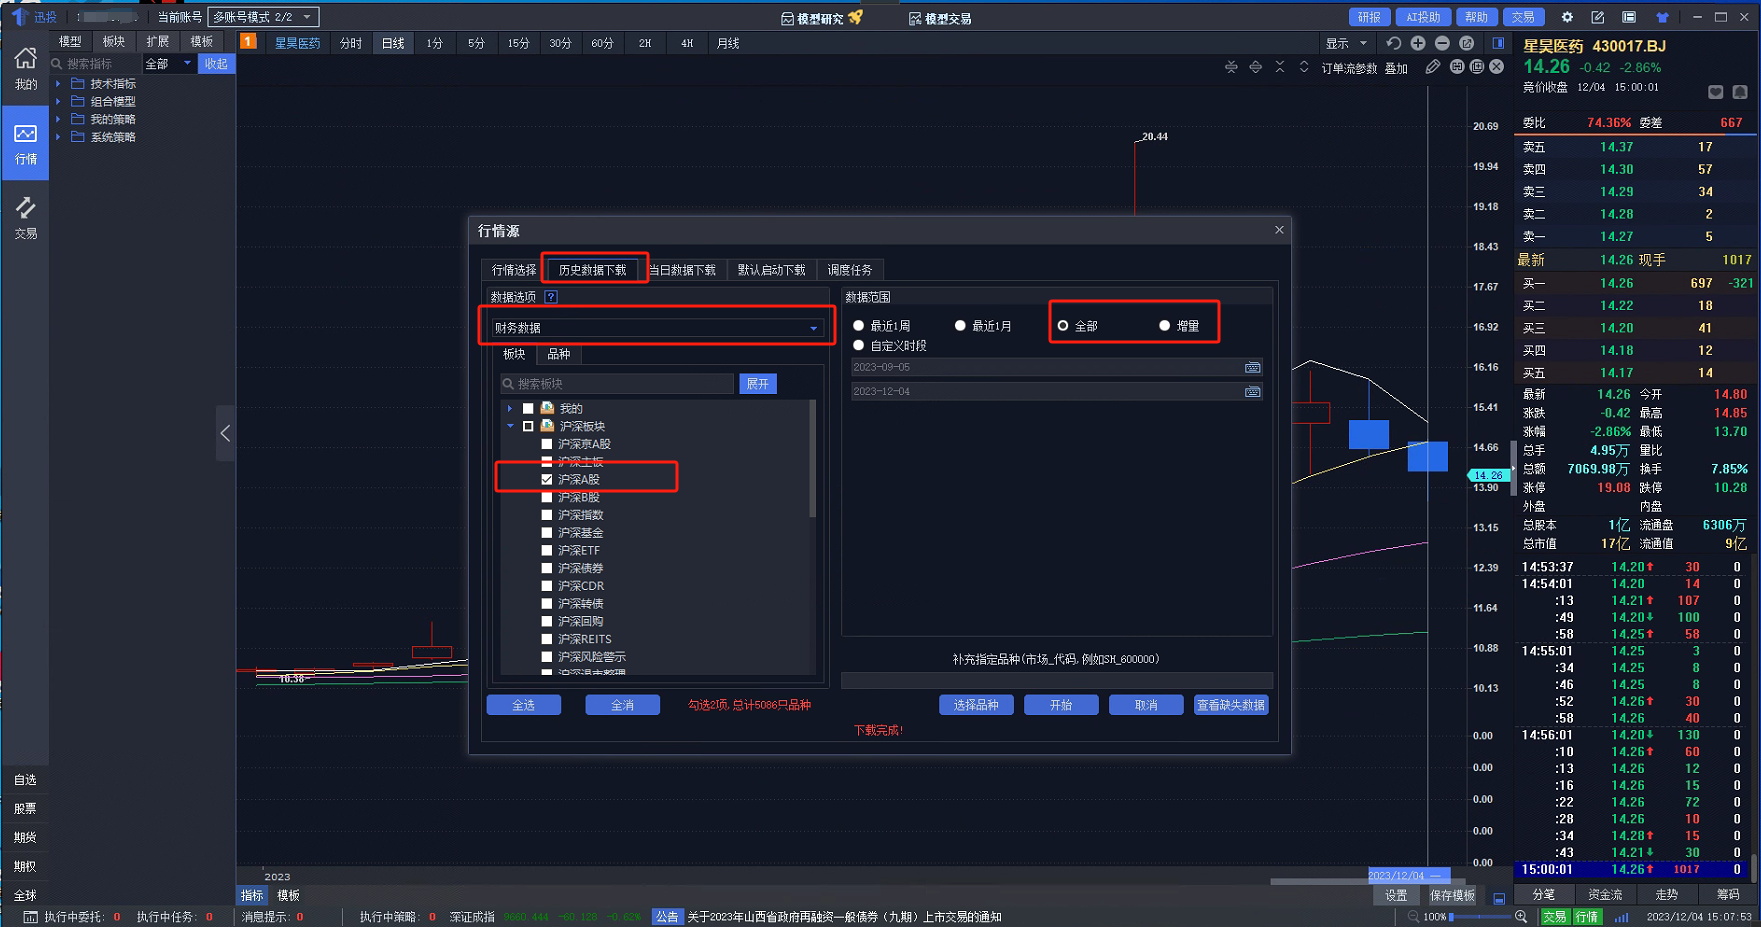 迅投
当前账号 多账号模式 2/2
模型研究 模型交易
研报 AI投助 帮助 交易
模型 板块 扩展 模板
1 星昊医药 分时 日线 1分 5分 15分 30分 60分 2H 4H 月线 显示
搜索指标 全部 收起
订单流参数 叠加
技术指标
组合模型
我的策略
系统策略
我的
行情
交易
自选
股票
期货
期权
全球
20.44
10.38
20.69
19.94
19.18
18.43
17.67
16.92
16.16
15.41
14.66
14.26
13.90
13.15
12.39
11.64
10.88
10.13
0.00
0.00
0.00
0.00
0.00
行情源
行情选择 历史数据下载 当日数据下载 默认启动下载 调度任务
数据选项 ?
财务数据
板块 品种
搜索板块 展开
我的
沪深板块
沪深京A股
沪深主板
沪深A股
沪深B股
沪深指数
沪深基金
沪深ETF
沪深债券
沪深CDR
沪深转债
沪深回购
沪深REITS
沪深风险警示
沪深退市整理
数据范围
最近1周 最近1月 全部 增量
自定义时段
2023-09-05
2023-12-04
补充指定品种(市场_代码,例如SH_600000)
全选 全消 勾选2项,总计5086只品种 选择品种 开始 取消 查看缺失数据
下载完成!
2023 2023/12/04 一
指标 模板 设置 保存模板
星昊医药 430017.BJ
14.26 -0.42 -2.86%
竞价收盘 12/04 15:00:01
委比 74.36% 委差 667
卖五 14.37 17
卖四 14.30 57
卖三 14.29 34
卖二 14.28 2
卖一 14.27 5
最新 14.26 现手 1017
买一 14.26 697 -321
买二 14.22 18
买三 14.20 41
买四 14.18 12
买五 14.17 14
最新 14.26 今开 14.80
涨跌 -0.42 最高 14.85
涨幅 -2.86% 最低 13.70
总手 4.95万 量比
总额 7069.98万 换手 7.85%
涨停 19.08 跌停 10.28
外盘 内盘
总股本 1亿 流通盘 6306万
总市值 17亿 流通值 9亿
14:53:37 14.20↑ 30 0
14:54:01 14.20 14 0
:13 14.21↑ 107 0
:49 14.20↓ 100 0
:58 14.25↑ 58 0
14:55:01 14.25 3 0
:34 14.25 8 0
:46 14.25 8 0
:52 14.26↑ 30 0
:58 14.26 40 0
14:56:01 14.20↓ 130 0
:10 14.26↑ 60 0
:13 14.26 12 0
:16 14.26 15 0
:22 14.26 72 0
:28 14.26 10 0
:34 14.28↑ 15 0
:43 14.21↓ 30 0
15:00:01 14.26↑ 1017 0
分笔 资金流 走势 筹码
执行中委托: 0 执行中任务: 0 消息提示: 0 执行中策略: 0 深证成指 9660.444 -60.128 -0.62% 公告 关于2023年山西省政府再融资一般债券（九期）上市交易的通知 100% 交易 行情 2023/12/04 15:07:53